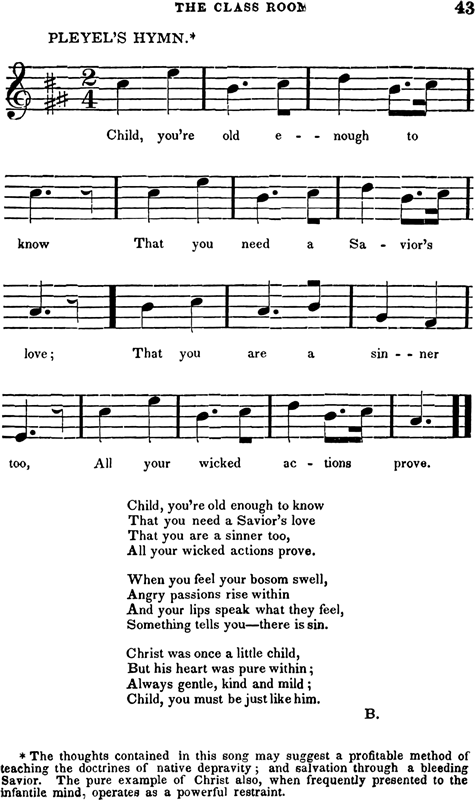 THE CLASS ROOM 43
PLEYEL'S HYMN.*
2
4
Child, you're old e - - nough to
know That you need a Sa - vior's
love; That you are a sin - - ner
too, All your wicked ac - tions prove.
Child, you're old enough to know
That you need a Savior's love
That you are a sinner too,
All your wicked actions prove.
When you feel your bosom swell,
Angry passions rise within
And your lips speak what they feel,
Something tells you—there is sin.
Christ was once a little child,
But his heart was pure within;
Always gentle, kind and mild;
Child, you must be just like him.
B.
* The thoughts contained in this song may suggest a profitable method of
teaching the doctrines of native depravity; and salvation through a bleeding
Savior. The pure example of Christ also, when frequently presented to the
infantile mind, operates as a powerful restraint.